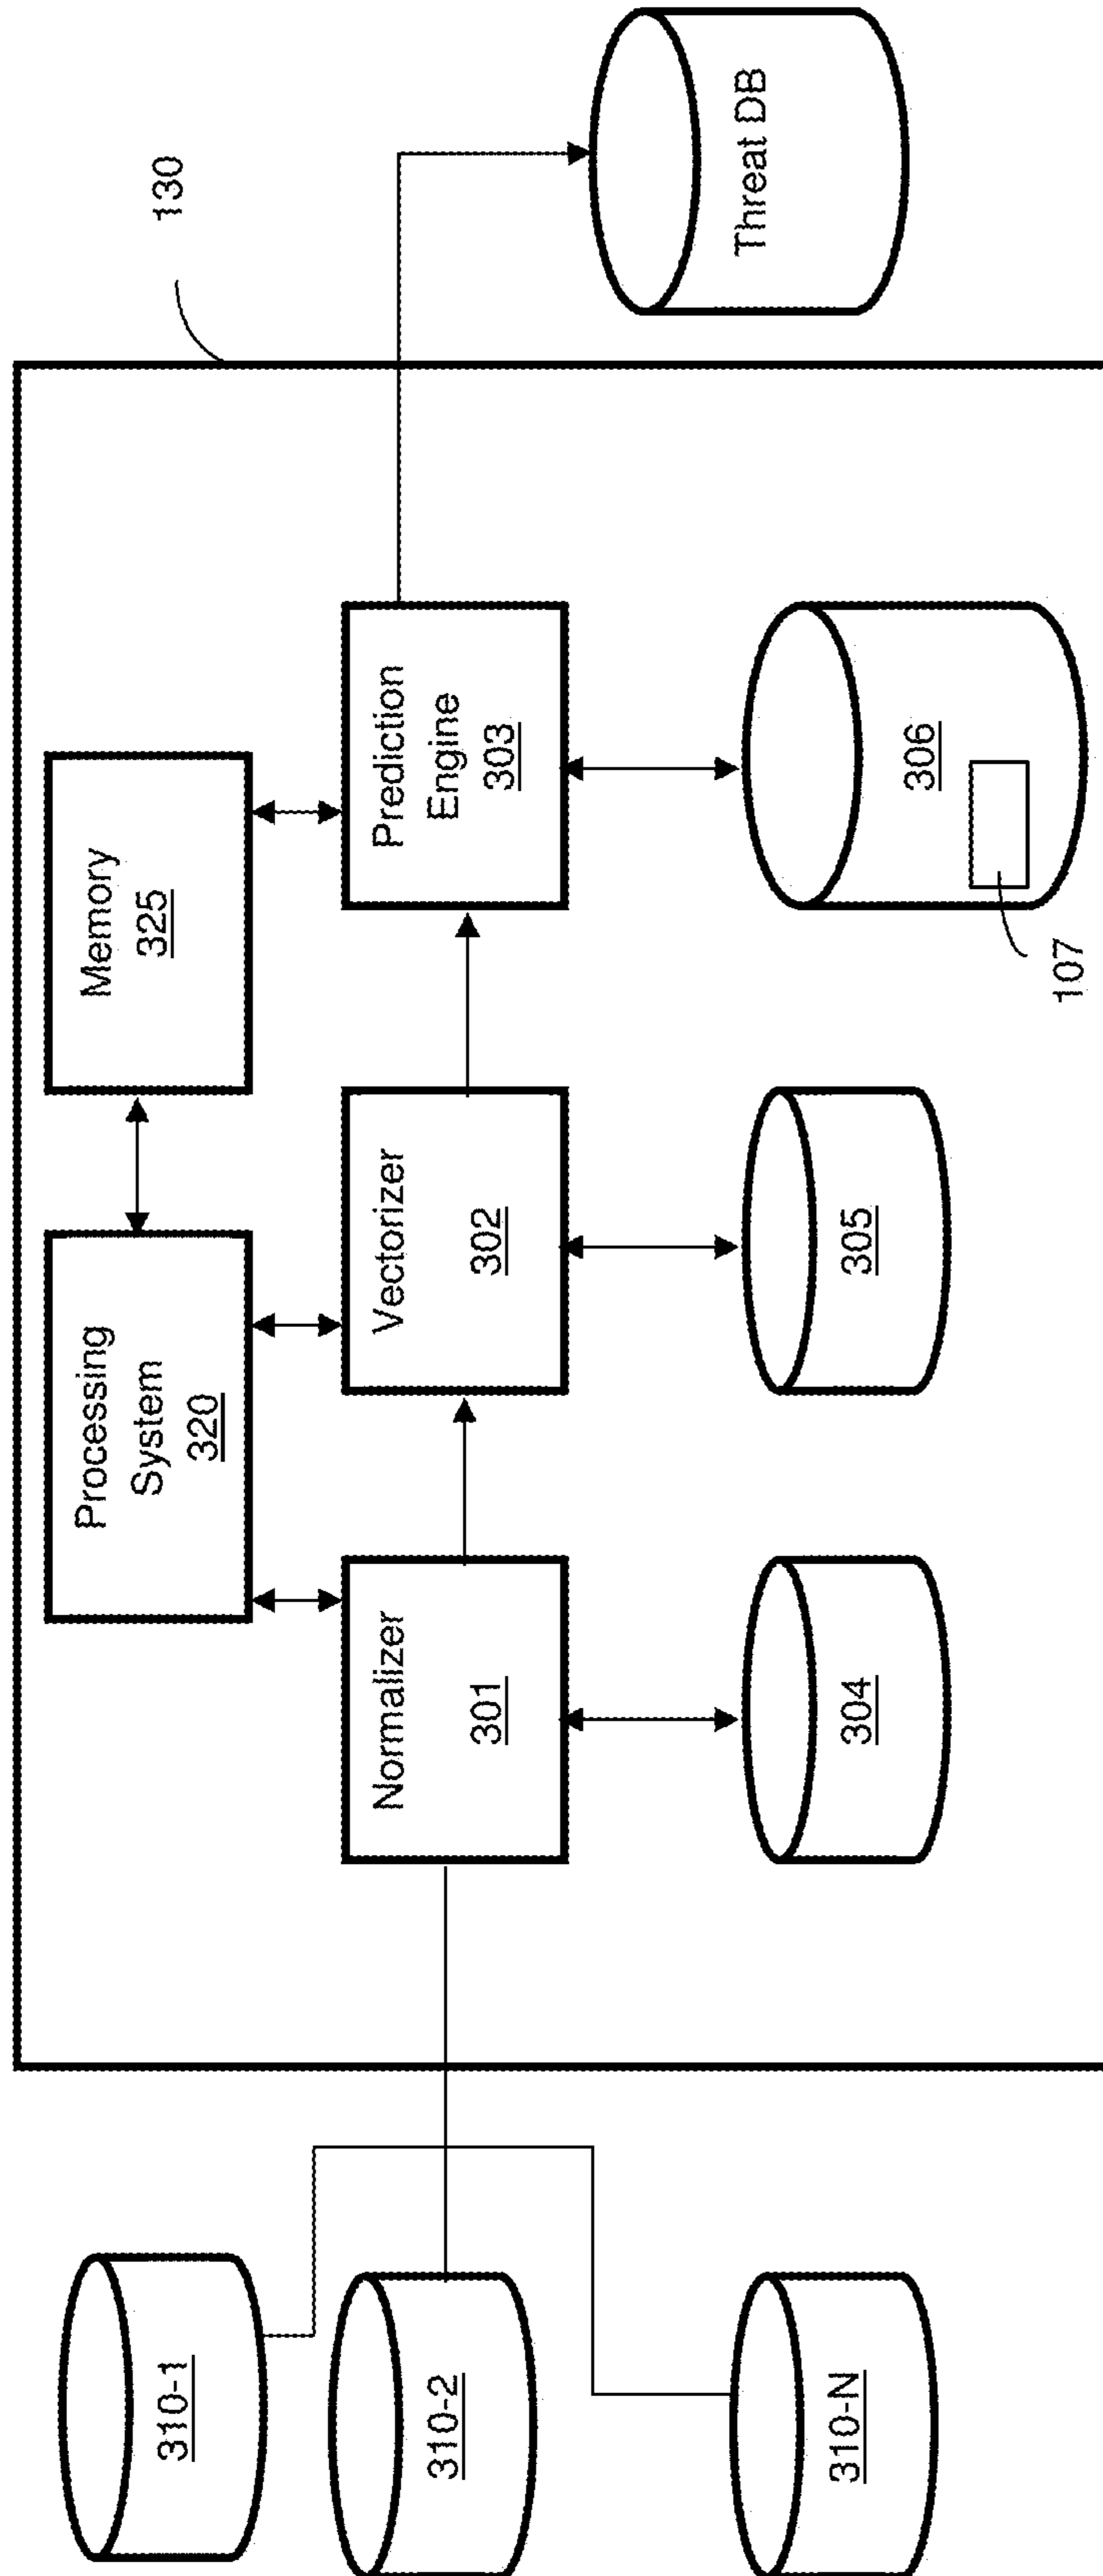 130
Processing
System
320
Memory
325
310-1
310-2
310-N
Normalizer
301
Vectorizer
302
Prediction
Engine
303
Threat DB
304
305
306
107